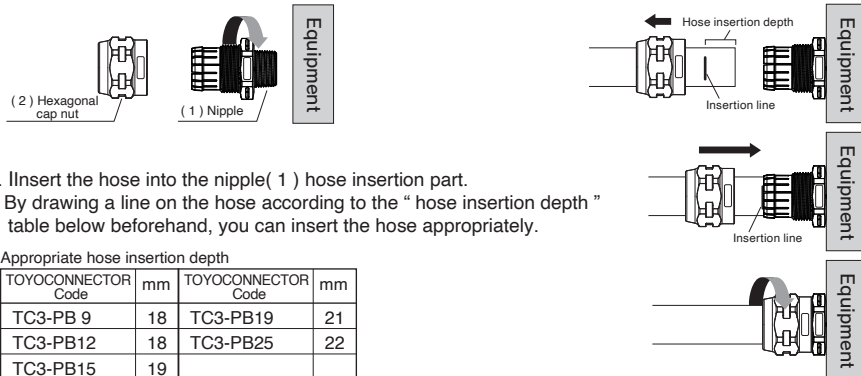 Equipment
( 2 ) Hexagonal
cap nut
( 1 ) Nipple
Hose insertion depth
Insertion line
Equipment
. IInsert the hose into the nipple( 1 ) hose insertion part.
By drawing a line on the hose according to the “ hose insertion depth ”
table below beforehand, you can insert the hose appropriately.
Insertion line
Equipment
Appropriate hose insertion depth
TOYOCONNECTOR Code mm TOYOCONNECTOR Code mm
TC3-PB 9 18 TC3-PB19 21
TC3-PB12 18 TC3-PB25 22
TC3-PB15 19
Equipment